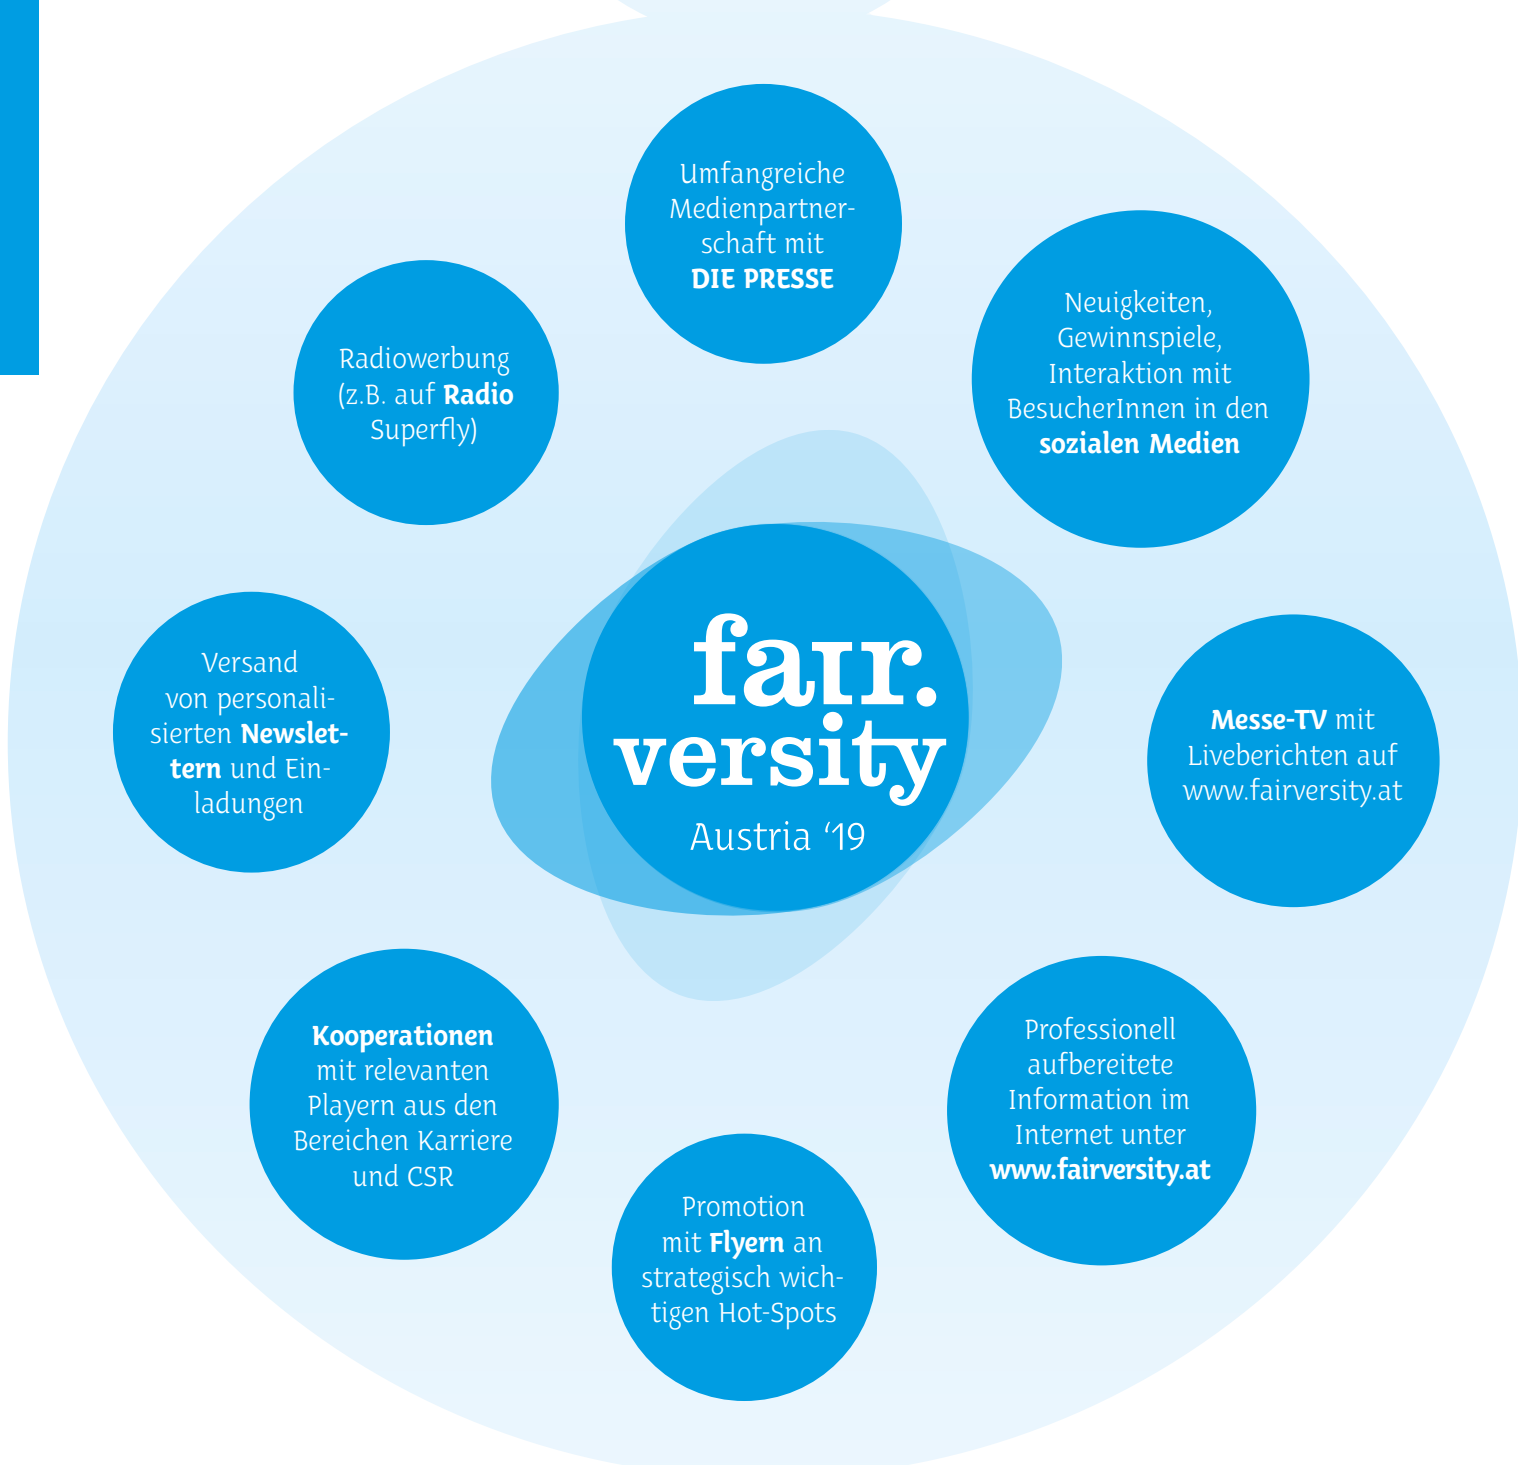 Umfangreiche
Medienpartner-
schaft mit
DIE PRESSE
Neuigkeiten,
Gewinnspiele,
Interaktion mit
BesucherInnen in den
sozialen Medien
Radiowerbung
(z.B. auf Radio
Superfly)
fair.
versity
Austria ‘19
Versand
von personali-
sierten Newslet-
tern und Ein-
ladungen
Messe-TV mit
Liveberichten auf
www.fairversity.at
Kooperationen
mit relevanten
Playern aus den
Bereichen Karriere
und CSR
Professionell
aufbereitete
Information im
Internet unter
www.fairversity.at
Promotion
mit Flyern an
strategisch wich-
tigen Hot-Spots